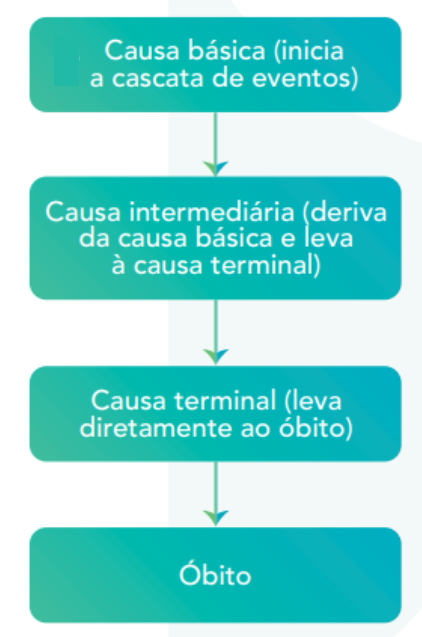 Causa básica (inicia
a cascata de eventos)
Causa intermediária (deriva
da causa básica e leva
à causa terminal)
Causa terminal (leva
diretamente ao óbito)
Óbito